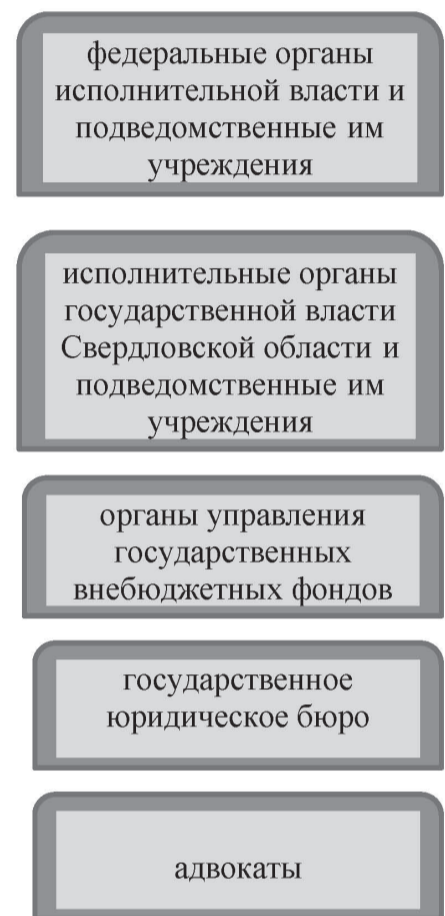 федеральные органы
исполнительной власти и
подведомственные им
учреждения
исполнительные органы
государственной власти
Свердловской области и
подведомственные им
учреждения
органы управления
государственных
внебюджетных фондов
государственное
юридическое бюро
адвокаты